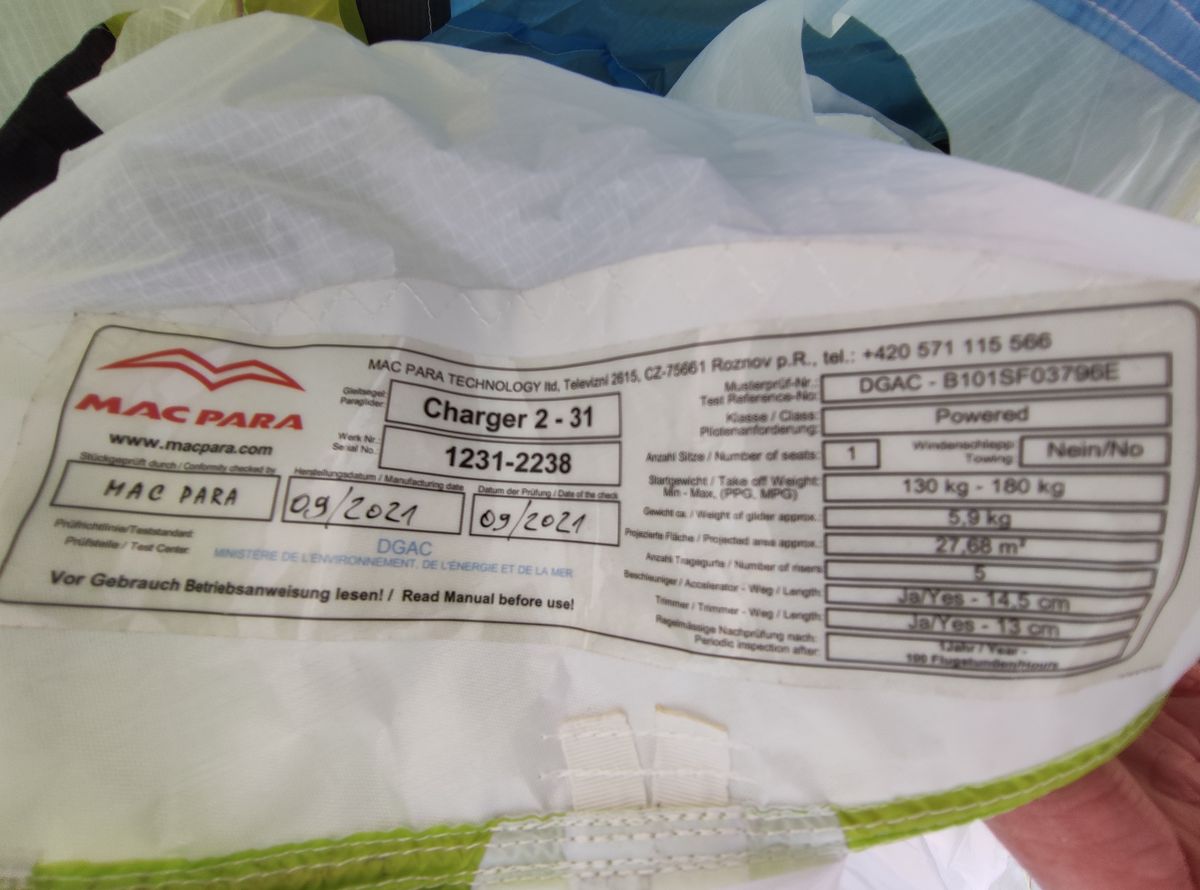 MAC PARA TECHNOLOGY ltd, Televizní 2615, CZ-75661 Roznov p.R., tel.: +420 571 115 566
MAC PARA
www.macpara.com
Gleitsegel:
Paraglider:
Charger 2 - 31
Werk Nr.:
Serial No.:
1231-2238
Stückgeprüft durch / Conformity checked by
MAC PARA
Herstellungsdatum / Manufacturing date
09/2021
Datum der Prüfung / Date of the check
09/2021
Prüfrichtlinie/Teststandard:
Prüfstelle / Test Center:
DGAC
MINISTÈRE DE L'ENVIRONNEMENT, DE L'ÉNERGIE ET DE LA MER
Vor Gebrauch Betriebsanweisung lesen! / Read Manual before use!
Musterprüf-Nr.:
Test Reference-No:
DGAC - B101SF03796E
Klasse / Class:
Pilotenanforderung:
Powered
Anzahl Sitze / Number of seats:
1
Windenschlepp
Towing
Nein/No
Startgewicht / Take off Weight:
Min - Max, (PPG, MPG)
130 kg - 180 kg
Gewicht ca. / Weight of glider approx.:
5,9 kg
Projezierte Fläche / Projected area approx.:
27,68 m²
Anzahl Tragegurte / Number of risers:
5
Beschleuniger / Accelerator - Weg / Length:
Ja/Yes - 14,5 cm
Trimmer / Trimmer - Weg / Length:
Ja/Yes - 13 cm
Regelmässige Nachprüfung nach:
Periodic inspection after:
1Jahr / Year -
100 Flugstunden/Hours